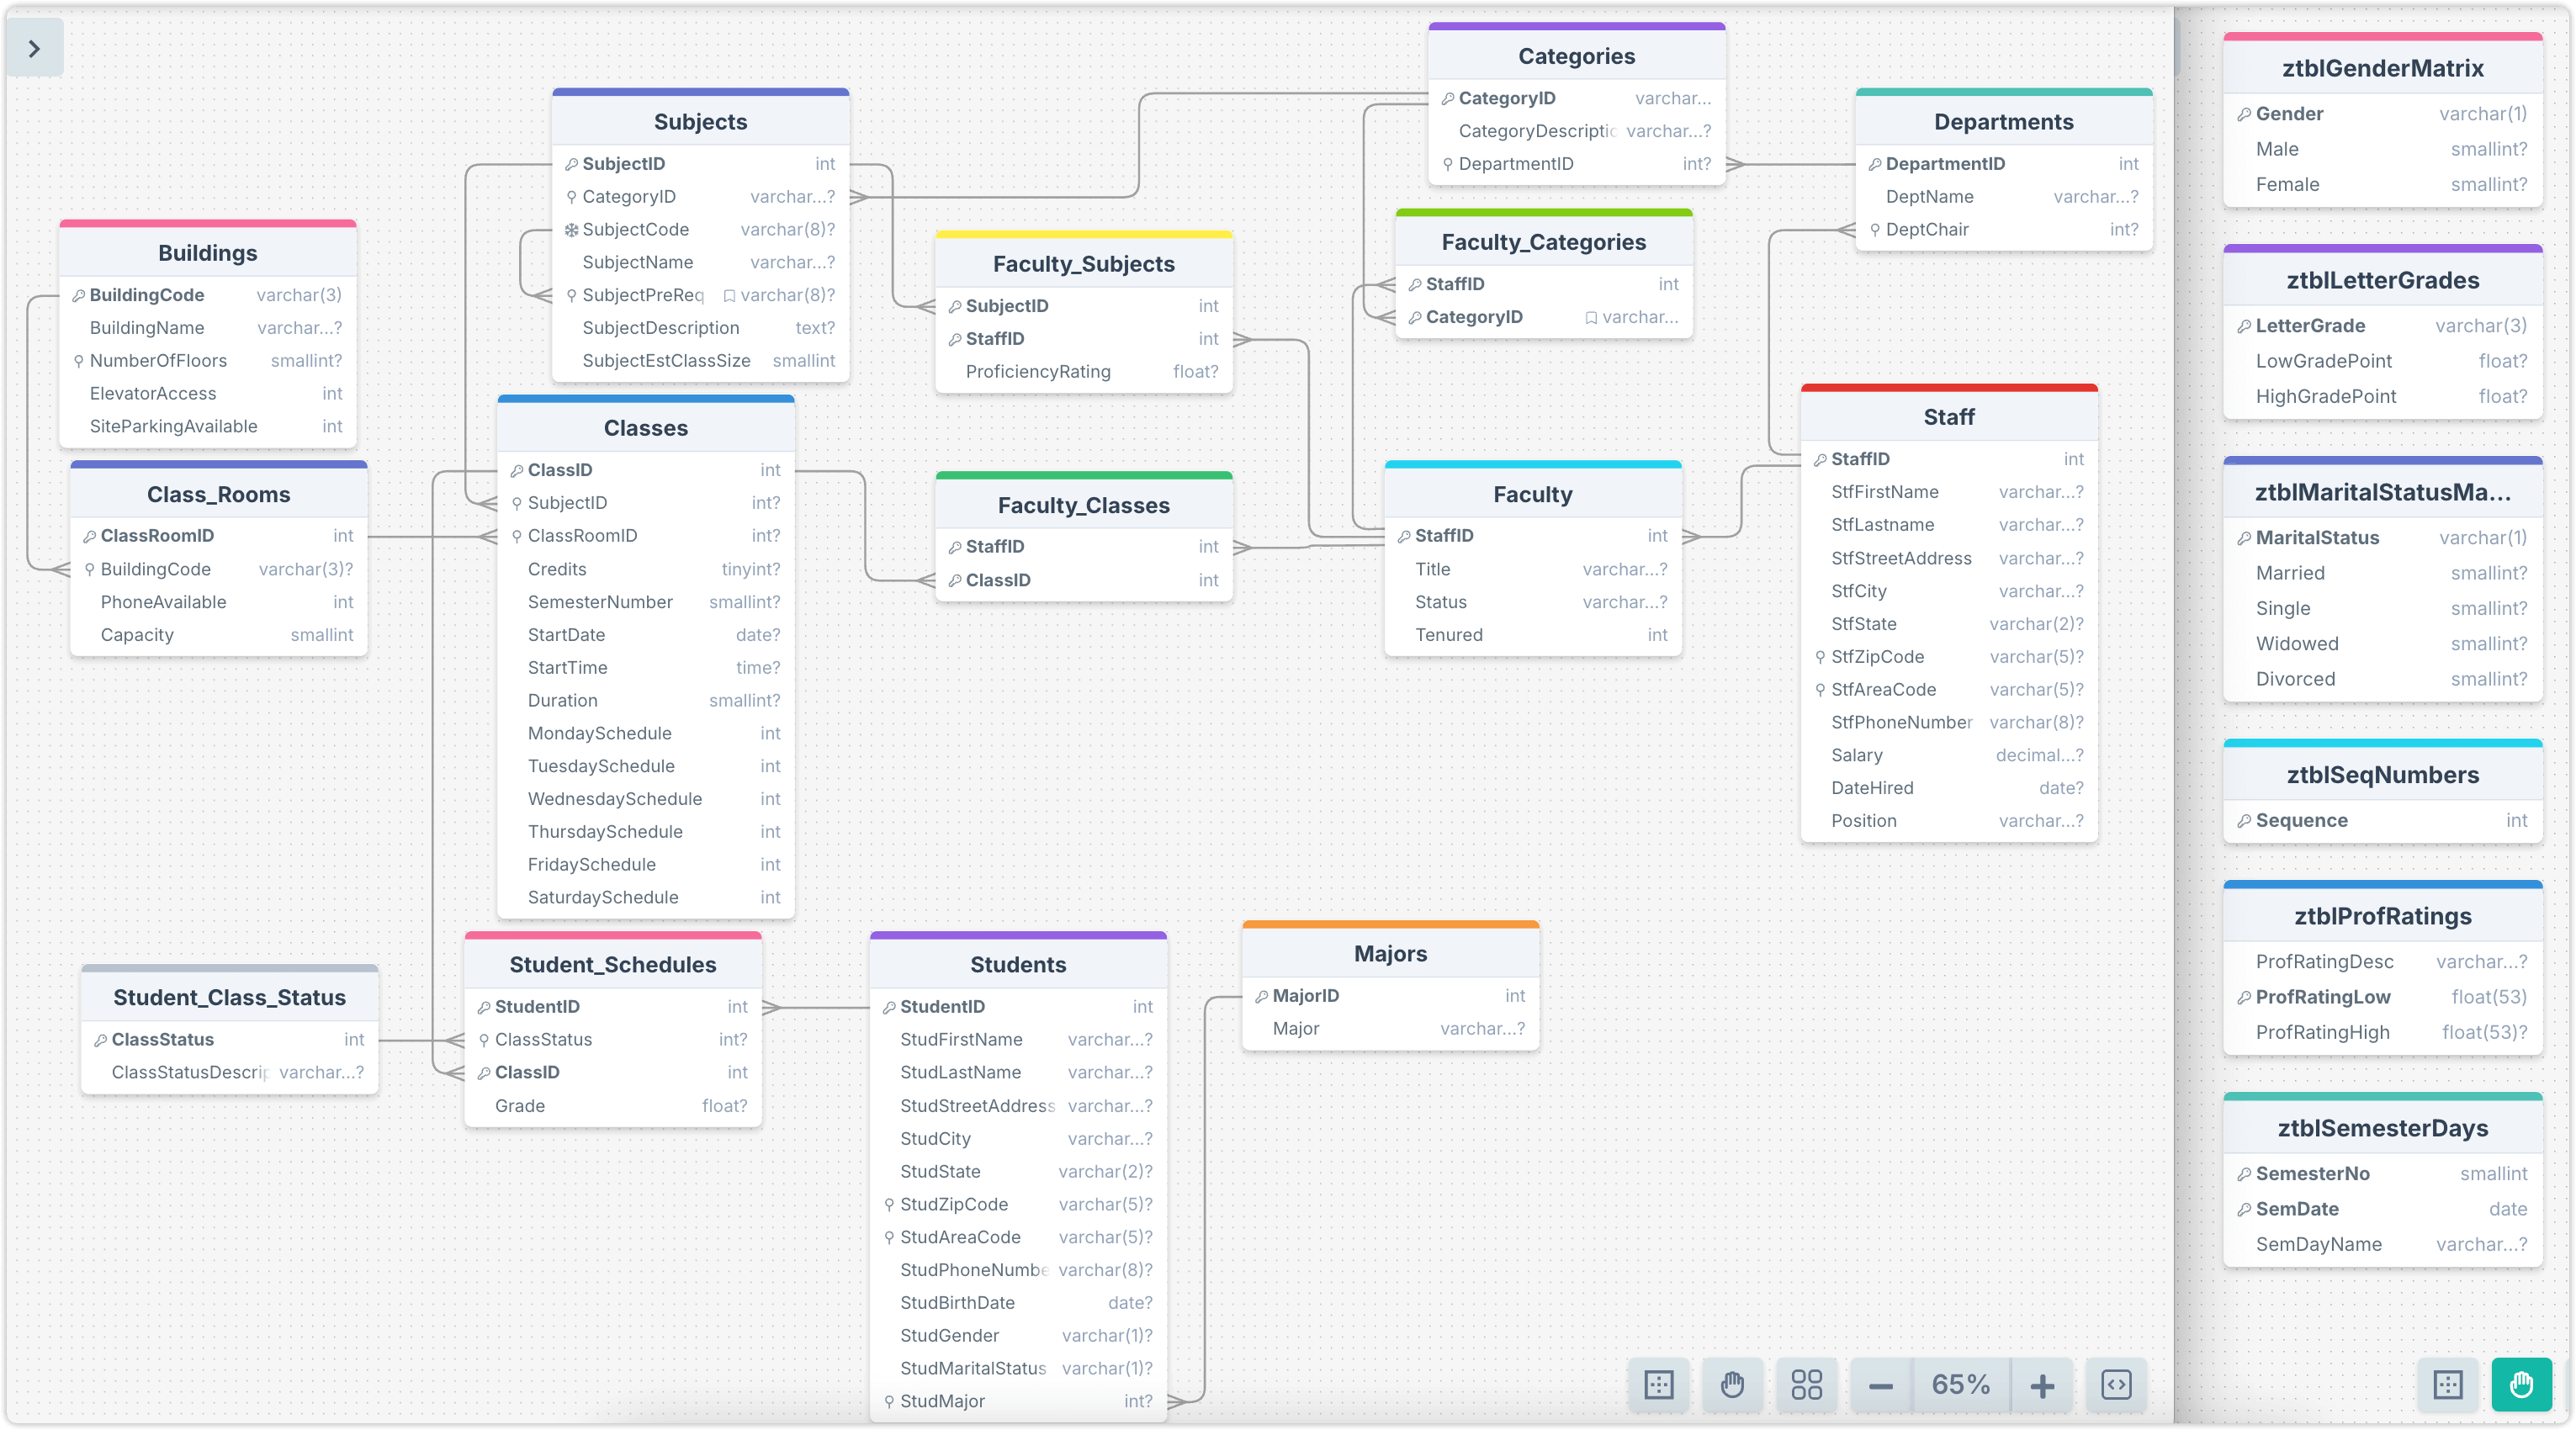 Buildings
BuildingCode varchar(3)
BuildingName varchar...?
NumberOfFloors smallint?
ElevatorAccess int
SiteParkingAvailable int
Class_Rooms
ClassRoomID int
BuildingCode varchar(3)?
PhoneAvailable int
Capacity smallint
Subjects
SubjectID int
CategoryID varchar...?
SubjectCode varchar(8)?
SubjectName varchar...?
SubjectPreReq varchar(8)?
SubjectDescription text?
SubjectEstClassSize smallint
Classes
ClassID int
SubjectID int?
ClassRoomID int?
Credits tinyint?
SemesterNumber smallint?
StartDate date?
StartTime time?
Duration smallint?
MondaySchedule int
TuesdaySchedule int
WednesdaySchedule int
ThursdaySchedule int
FridaySchedule int
SaturdaySchedule int
Faculty_Subjects
SubjectID int
StaffID int
ProficiencyRating float?
Faculty_Classes
StaffID int
ClassID int
Categories
CategoryID varchar...
CategoryDescriptic varchar...?
DepartmentID int?
Faculty_Categories
StaffID int
CategoryID varchar...
Departments
DepartmentID int
DeptName varchar...?
DeptChair int?
Faculty
StaffID int
Title varchar...?
Status varchar...?
Tenured int
Staff
StaffID int
StfFirstName varchar...?
StfLastname varchar...?
StfStreetAddress varchar...?
StfCity varchar...?
StfState varchar(2)?
StfZipCode varchar(5)?
StfAreaCode varchar(5)?
StfPhoneNumber varchar(8)?
Salary decimal...?
DateHired date?
Position varchar...?
Student_Class_Status
ClassStatus int
ClassStatusDescrip varchar...?
Student_Schedules
StudentID int
ClassStatus int?
ClassID int
Grade float?
Students
StudentID int
StudFirstName varchar...?
StudLastName varchar...?
StudStreetAddress varchar...?
StudCity varchar...?
StudState varchar(2)?
StudZipCode varchar(5)?
StudAreaCode varchar(5)?
StudPhoneNumbe varchar(8)?
StudBirthDate date?
StudGender varchar(1)?
StudMaritalStatus varchar(1)?
StudMajor int?
Majors
MajorID int
Major varchar...?
65%
ztblGenderMatrix
Gender varchar(1)
Male smallint?
Female smallint?
ztblLetterGrades
LetterGrade varchar(3)
LowGradePoint float?
HighGradePoint float?
ztblMaritalStatusMa...
MaritalStatus varchar(1)
Married smallint?
Single smallint?
Widowed smallint?
Divorced smallint?
ztblSeqNumbers
Sequence int
ztblProfRatings
ProfRatingDesc varchar...?
ProfRatingLow float(53)
ProfRatingHigh float(53)?
ztblSemesterDays
SemesterNo smallint
SemDate date
SemDayName varchar...?